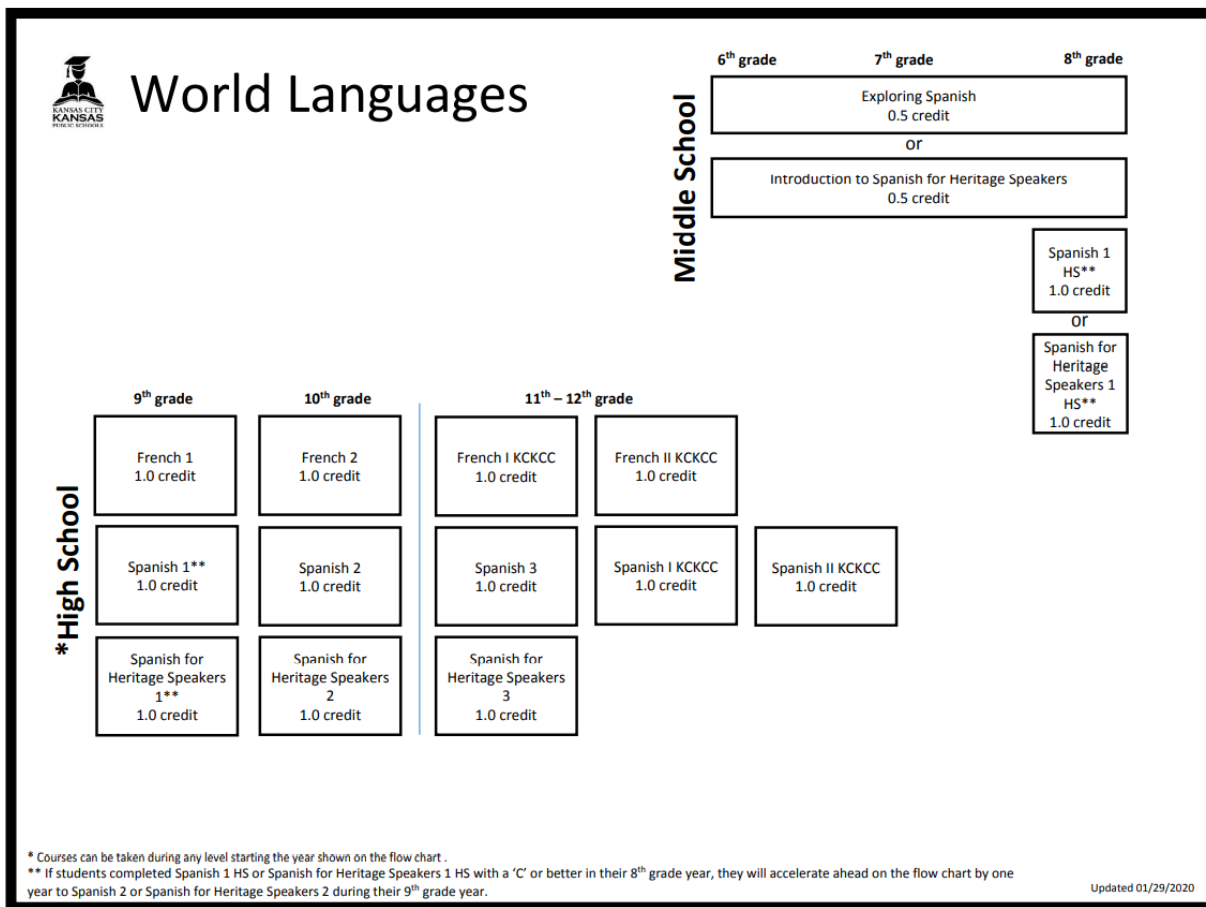 KANSAS CITY
KANSAS
PUBLIC SCHOOLS
World Languages
6th grade
7th grade
8th grade
Middle School
Exploring Spanish
0.5 credit
or
Introduction to Spanish for Heritage Speakers
0.5 credit
Spanish 1
HS**
1.0 credit
or
Spanish for
Heritage
Speakers 1
HS**
1.0 credit
*High School
9th grade
10th grade
11th – 12th grade
French 1
1.0 credit
French 2
1.0 credit
French I KCKCC
1.0 credit
French II KCKCC
1.0 credit
Spanish 1**
1.0 credit
Spanish 2
1.0 credit
Spanish 3
1.0 credit
Spanish I KCKCC
1.0 credit
Spanish II KCKCC
1.0 credit
Spanish for
Heritage Speakers
1**
1.0 credit
Spanish for
Heritage Speakers
2
1.0 credit
Spanish for
Heritage Speakers
3
1.0 credit
* Courses can be taken during any level starting the year shown on the flow chart .
** If students completed Spanish 1 HS or Spanish for Heritage Speakers 1 HS with a ‘C’ or better in their 8th grade year, they will accelerate ahead on the flow chart by one
year to Spanish 2 or Spanish for Heritage Speakers 2 during their 9th grade year.
Updated 01/29/2020